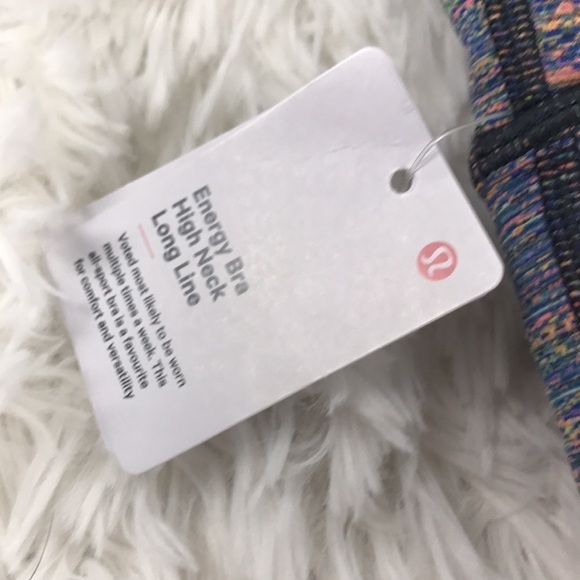 Energy Bra
High Neck
Long Line
Voted most likely to be worn
multiple times a week. This
all-sport bra is a favourite
for comfort and versatility